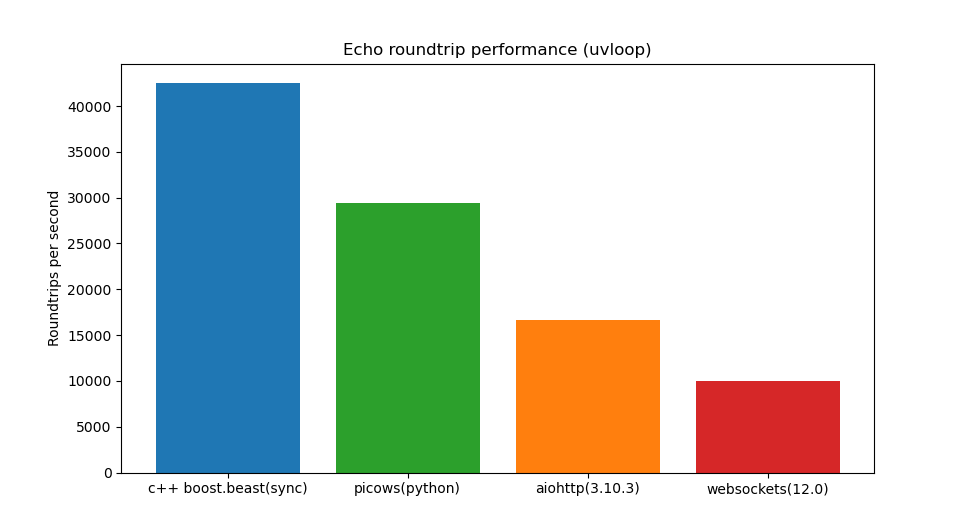 Echo roundtrip performance (uvloop)
Roundtrips per second
40000
35000
30000
25000
20000
15000
10000
5000
0
c++ boost.beast(sync)
picows(python)
aiohttp(3.10.3)
websockets(12.0)